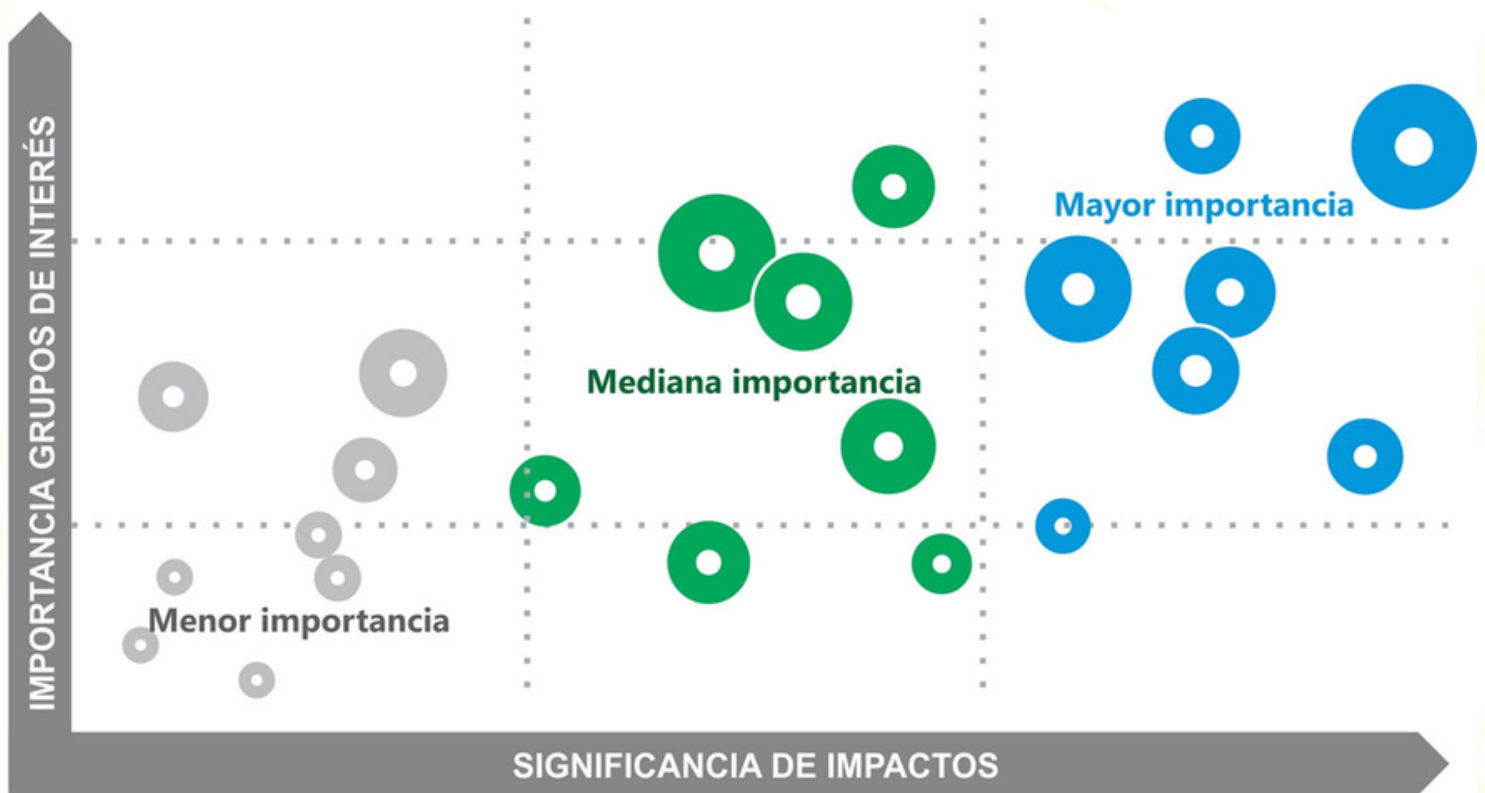 IMPORTANCIA GRUPOS DE INTERÉS
Mayor importancia
Mediana importancia
Menor importancia
SIGNIFICANCIA DE IMPACTOS